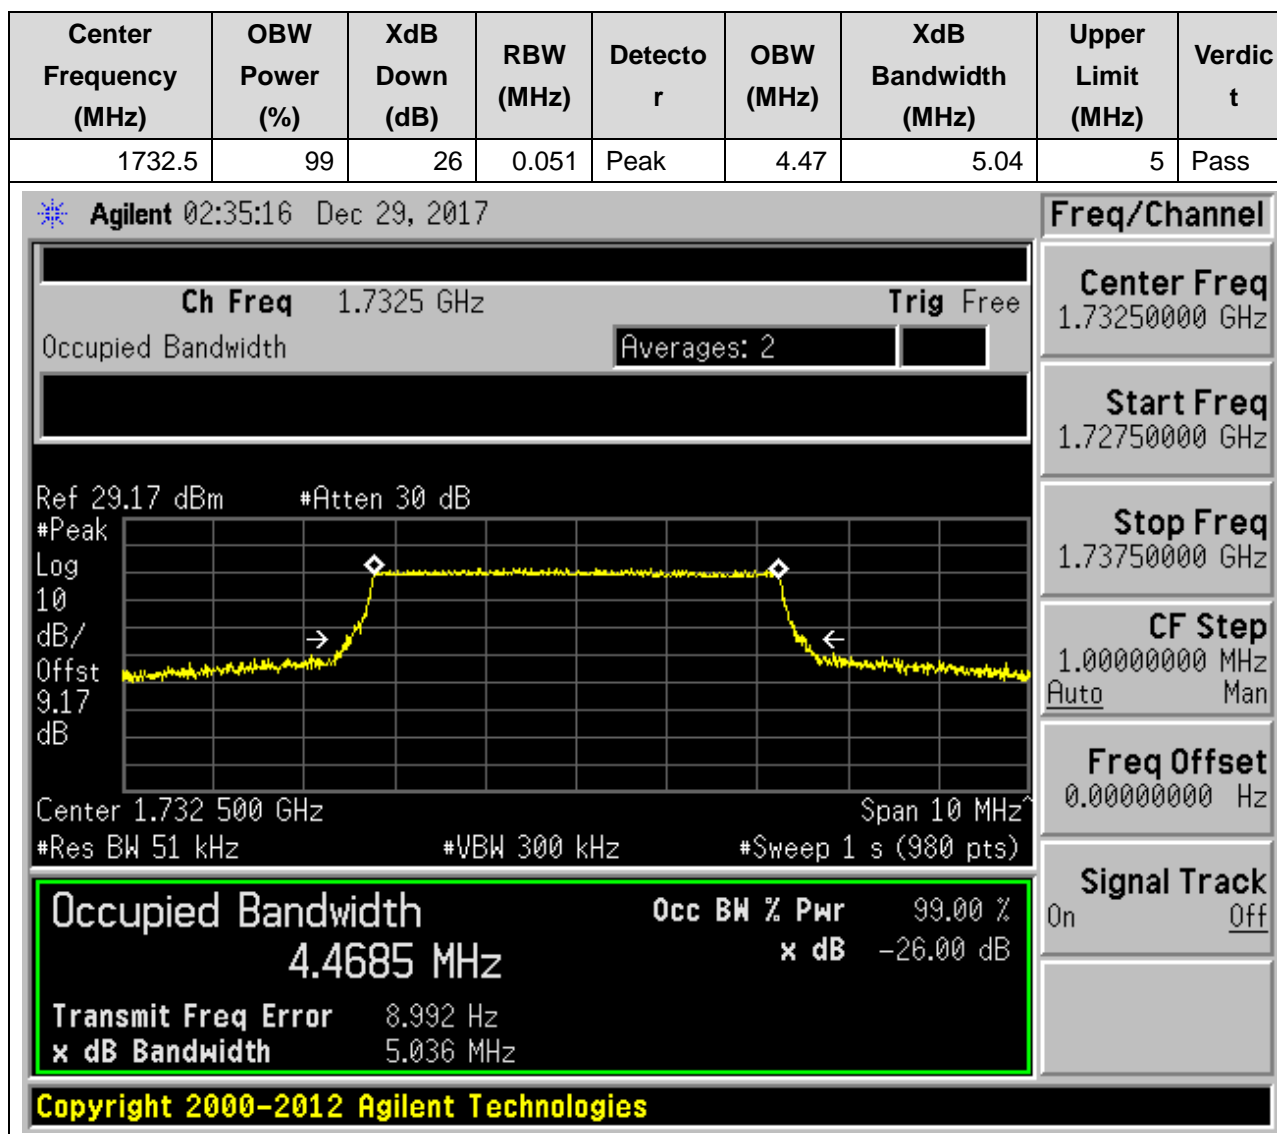 Center Frequency (MHz) OBW Power (%) XdB Down (dB) RBW (MHz) Detecto r OBW (MHz) XdB Bandwidth (MHz) Upper Limit (MHz) Verdic t
1732.5 99 26 0.051 Peak 4.47 5.04 5 Pass
Agilent 02:35:16 Dec 29, 2017
Freq/Channel
Ch Freq 1.7325 GHz Trig Free
Occupied Bandwidth Averages: 2
Ref 29.17 dBm #Atten 30 dB
#Peak
Log
10
dB/
Offst
9.17
dB
Center 1.732 500 GHz Span 10 MHz^
#Res BW 51 kHz #VBW 300 kHz #Sweep 1 s (980 pts)
Occupied Bandwidth Occ BW % Pwr 99.00 %
4.4685 MHz x dB -26.00 dB
Transmit Freq Error 8.992 Hz
x dB Bandwidth 5.036 MHz
Center Freq
1.73250000 GHz
Start Freq
1.72750000 GHz
Stop Freq
1.73750000 GHz
CF Step
1.00000000 MHz
Auto Man
Freq Offset
0.00000000 Hz
Signal Track
On Off
Copyright 2000-2012 Agilent Technologies